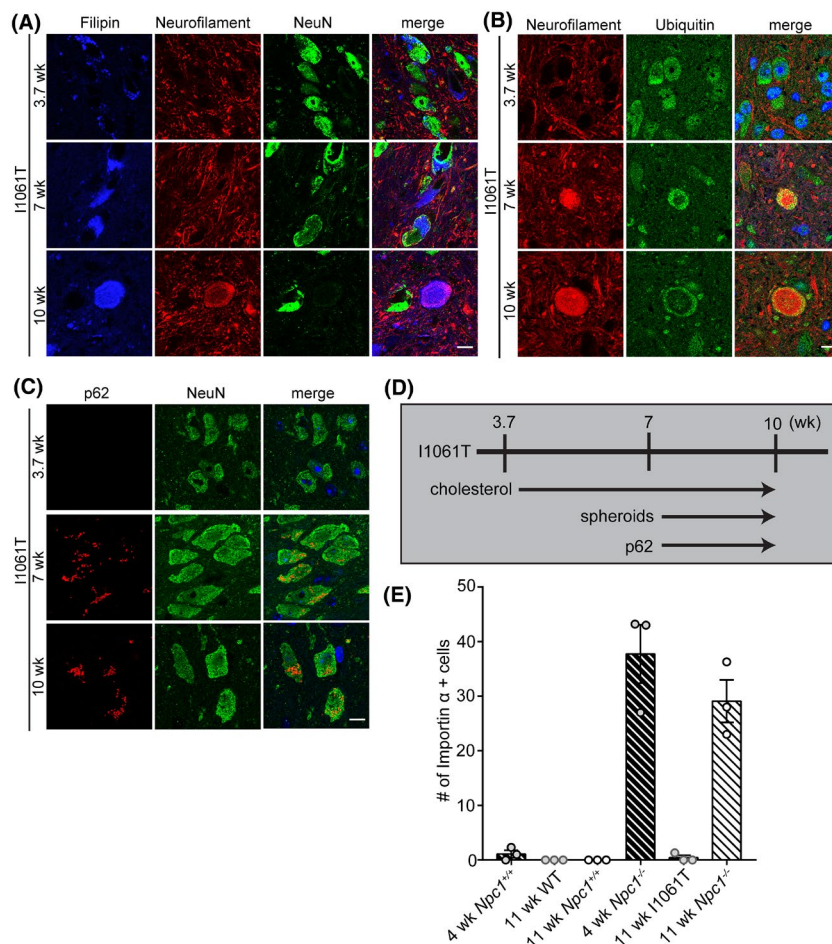 (A)
Filipin Neurofilament NeuN merge
I1061T
3.7 wk
7 wk
10 wk
(B)
Neurofilament Ubiquitin merge
I1061T
3.7 wk
7 wk
10 wk
(C)
p62 NeuN merge
I1061T
3.7 wk
7 wk
10 wk
(D)
3.7 7 10 (wk)
I1061T
cholesterol
spheroids
p62
(E)
# of Importin α + cells
50
40
30
20
10
0
4 wk Npc1+/+
11 wk WT
11 wk Npc1+/+
4 wk Npc1-/-
11 wk I1061T
11 wk Npc1-/-